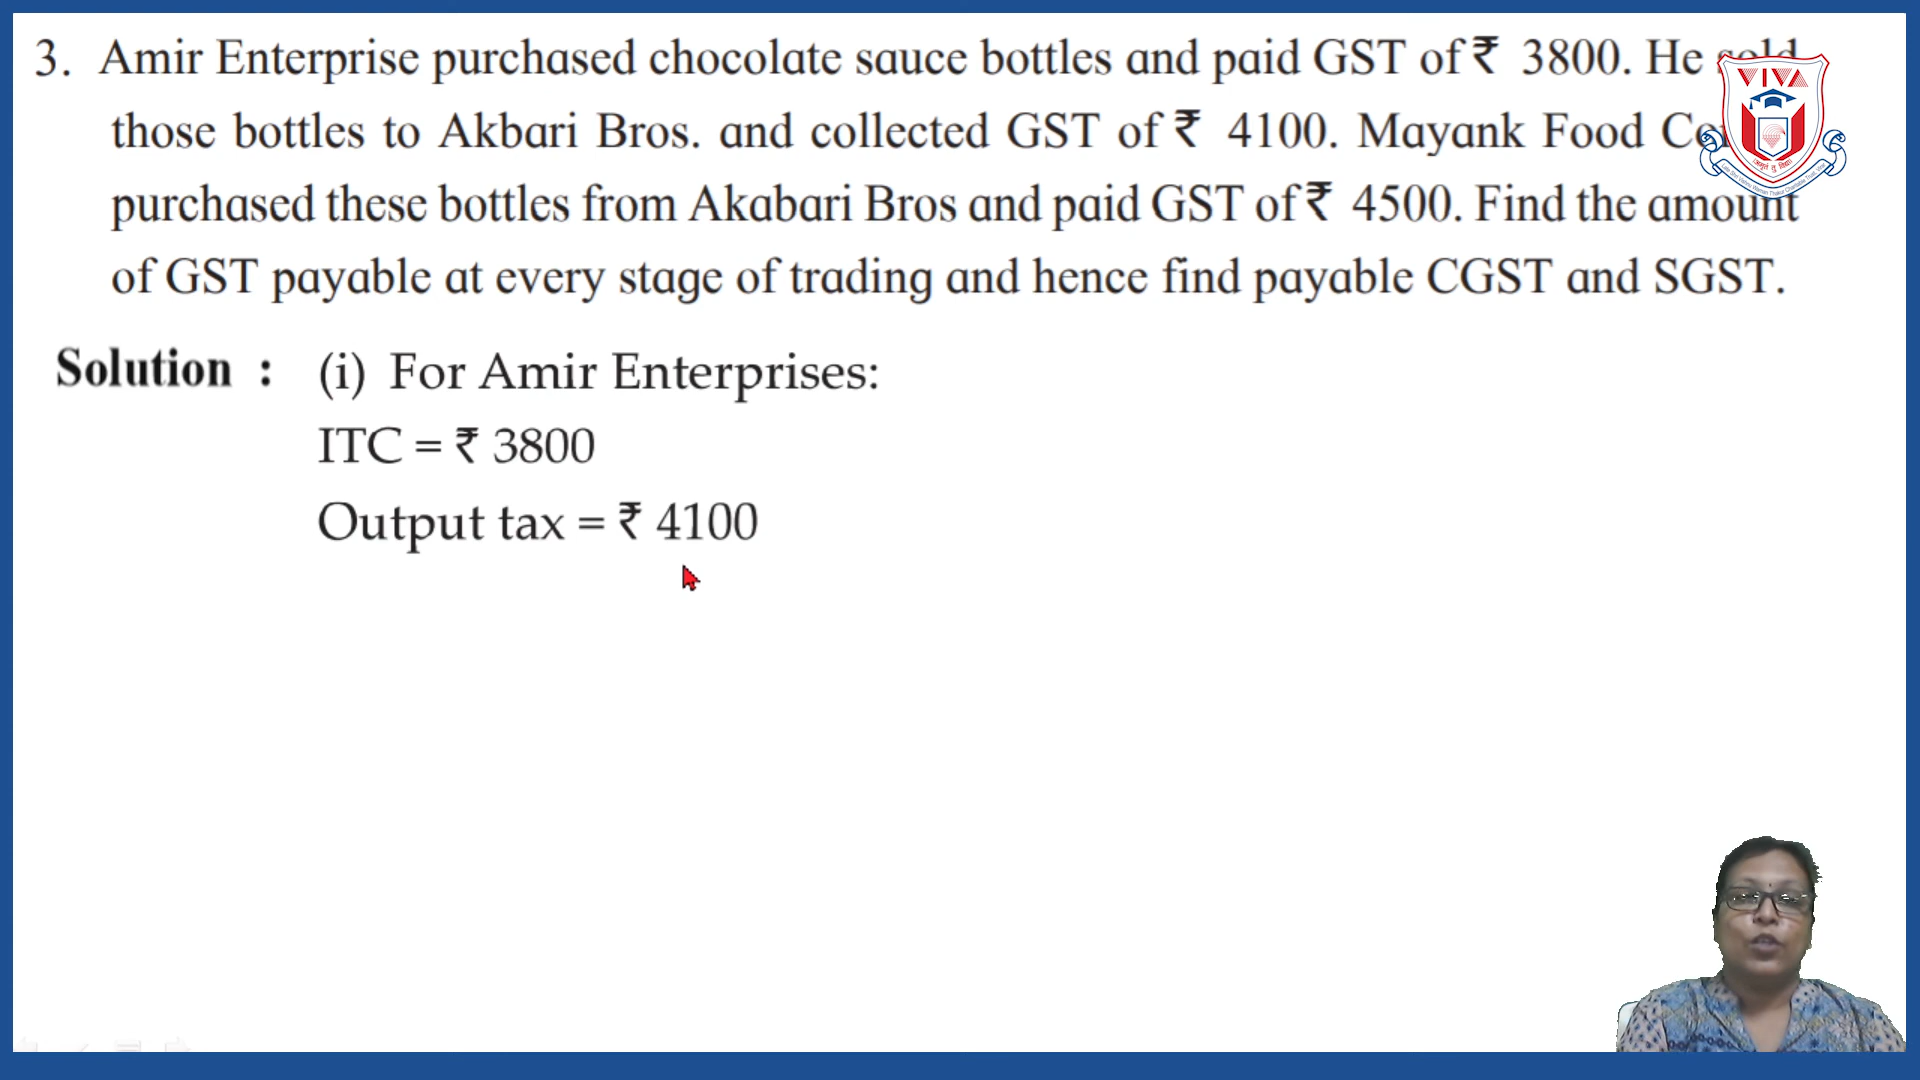 3. Amir Enterprise purchased chocolate sauce bottles and paid GST of ₹ 3800. He sold
those bottles to Akbari Bros. and collected GST of ₹ 4100. Mayank Food
purchased these bottles from Akabari Bros and paid GST of ₹ 4500. Find the amount
of GST payable at every stage of trading and hence find payable CGST and SGST.
VIVA
Solution : (i) For Amir Enterprises:
ITC = ₹ 3800
Output tax = ₹ 4100